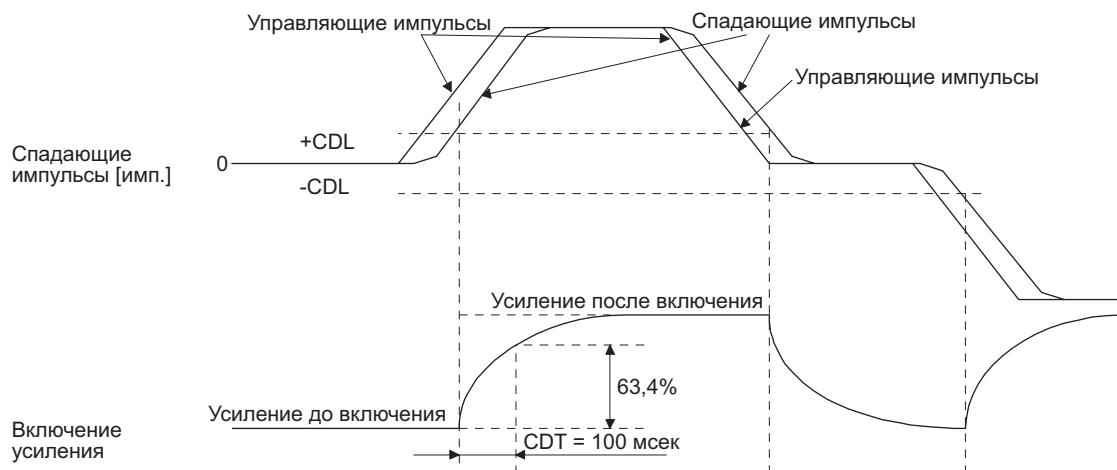 Управляющие импульсы
Спадающие импульсы
Управляющие импульсы
+CDL
Спадающие
импульсы [имп.]
0
-CDL
Усиление после включения
63,4%
Усиление до включения
CDT = 100 мсек
Включение
усиления